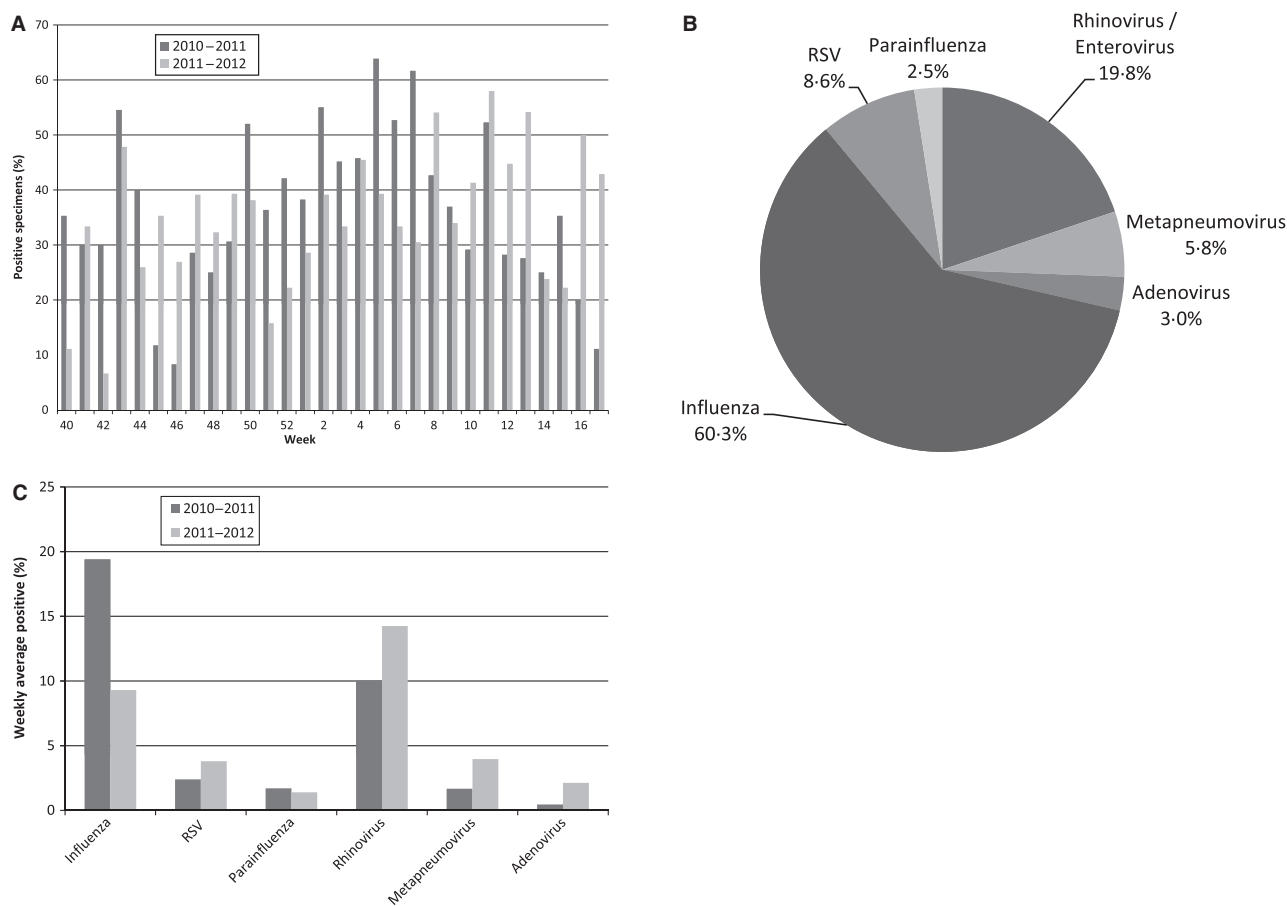 A
70
60
50
40
30
20
10
0
Positive specimens (%)
2010–2011
2011–2012
40 42 44 46 48 50 52 2 4 6 8 10 12 14 16
Week
B
Rhinovirus /
Enterovirus
19·8%
Parainfluenza
2·5%
RSV
8·6%
Metapneumovirus
5·8%
Adenovirus
3·0%
Influenza
60·3%
C
25
20
15
10
5
0
Weekly average positive (%)
2010–2011
2011–2012
Influenza
RSV
Parainfluenza
Rhinovirus
Metapneumovirus
Adenovirus